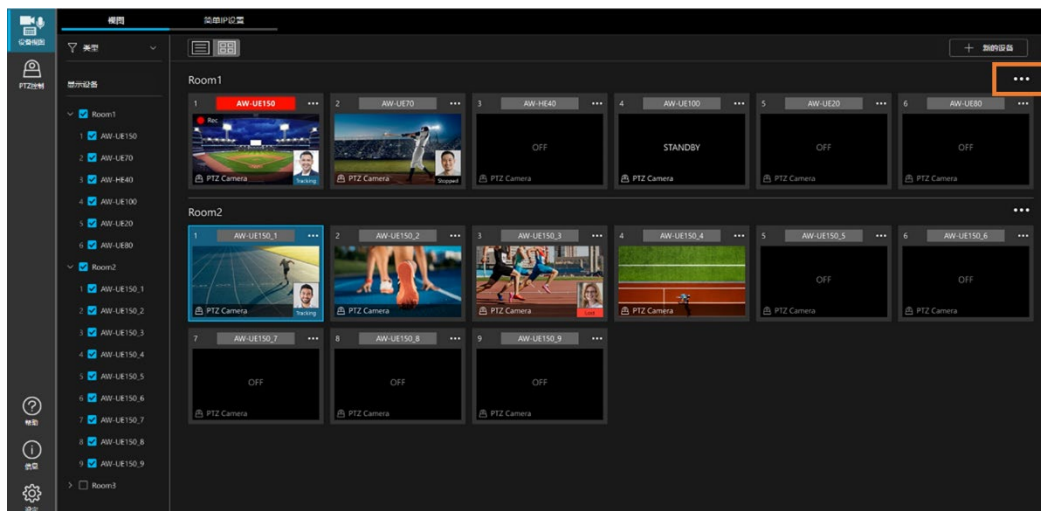 视图
简单IP设置
设备视图
类型
新的设备
PTZ控制
显示设备
Room1
1 AW-UE150
2 AW-UE70
3 AW-HE40
4 AW-UE100
5 AW-UE20
6 AW-UE80
Room2
1 AW-UE150_1
2 AW-UE150_2
3 AW-UE150_3
4 AW-UE150_4
5 AW-UE150_5
6 AW-UE150_6
7 AW-UE150_7
8 AW-UE150_8
9 AW-UE150_9
Room3
帮助
信息
设定
Room1
1 AW-UE150
Rec
PTZ Camera
Tracking
2 AW-UE70
PTZ Camera
Stopped
3 AW-HE40
OFF
PTZ Camera
4 AW-UE100
STANDBY
PTZ Camera
5 AW-UE20
OFF
PTZ Camera
6 AW-UE80
OFF
PTZ Camera
Room2
1 AW-UE150_1
PTZ Camera
Tracking
2 AW-UE150_2
PTZ Camera
3 AW-UE150_3
PTZ Camera
Lost
4 AW-UE150_4
PTZ Camera
5 AW-UE150_5
OFF
PTZ Camera
6 AW-UE150_6
OFF
PTZ Camera
7 AW-UE150_7
OFF
PTZ Camera
8 AW-UE150_8
OFF
PTZ Camera
9 AW-UE150_9
OFF
PTZ Camera